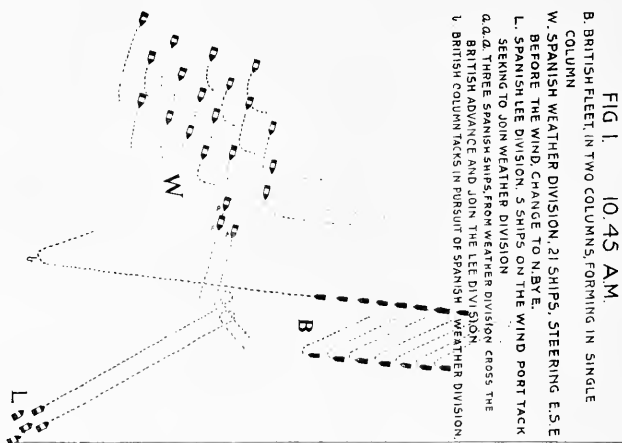 FIG 1. 10.45 A.M.
B. BRITISH FLEET, IN TWO COLUMNS, FORMING IN SINGLE
COLUMN
W. SPANISH WEATHER DIVISION, 21 SHIPS, STEERING E.S.E
BEFORE THE WIND, CHANGE TO N.BY E.
L. SPANISH LEE DIVISION. 5 SHIPS ON THE WIND PORT TACK
SEEKING TO JOIN WEATHER DIVISION
a.a.a. THREE SPANISH SHIPS, FROM WEATHER DIVISION CROSS THE
BRITISH ADVANCE AND JOIN THE LEE DIVISION
b. BRITISH COLUMN TACKS IN PURSUIT OF SPANISH WEATHER DIVISION.
W
B
b
L